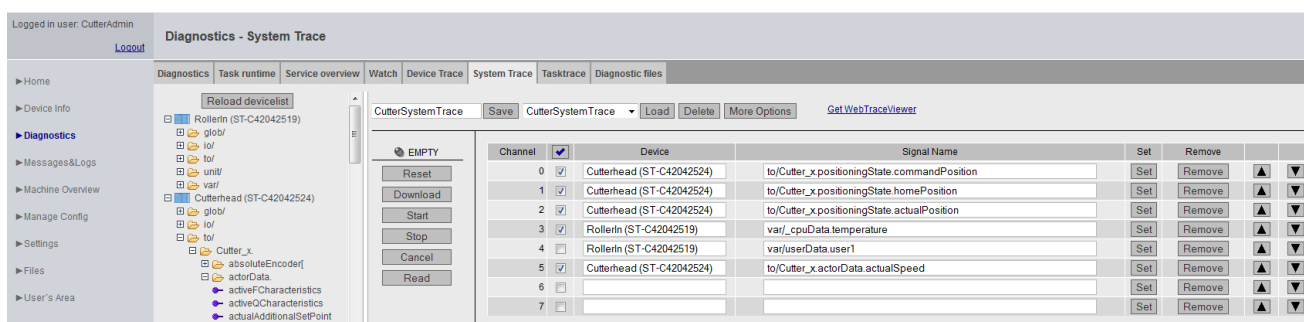 Logged in user: CutterAdmin
Logout
Diagnostics - System Trace
►Home
►Device Info
►Diagnostics
►Messages&Logs
►Machine Overview
►Manage Config
►Settings
►Files
►User´s Area
Diagnostics Task runtime Service overview Watch Device Trace System Trace Tasktrace Diagnostic files
Reload devicelist
RollerIn (ST-C42042519)
glob/
io/
to/
unit/
var/
Cutterhead (ST-C42042524)
glob/
io/
to/
Cutter_x.
absoluteEncoder[
actorData.
activeFCharacteristics
activeQCharacteristics
actualAdditionalSetPoint
CutterSystemTrace Save CutterSystemTrace Load Delete More Options Get WebTraceViewer
EMPTY
Reset
Download
Start
Stop
Cancel
Read
Channel Device Signal Name Set Remove
0 Cutterhead (ST-C42042524) to/Cutter_x.positioningState.commandPosition Set Remove ▲ ▼
1 Cutterhead (ST-C42042524) to/Cutter_x.positioningState.homePosition Set Remove ▲ ▼
2 Cutterhead (ST-C42042524) to/Cutter_x.positioningState.actualPosition Set Remove ▲ ▼
3 RollerIn (ST-C42042519) var/_cpuData.temperature Set Remove ▲ ▼
4 RollerIn (ST-C42042519) var/userData.user1 Set Remove ▲ ▼
5 Cutterhead (ST-C42042524) to/Cutter_x.actorData.actualSpeed Set Remove ▲ ▼
6 Set Remove ▲ ▼
7 Set Remove ▲ ▼